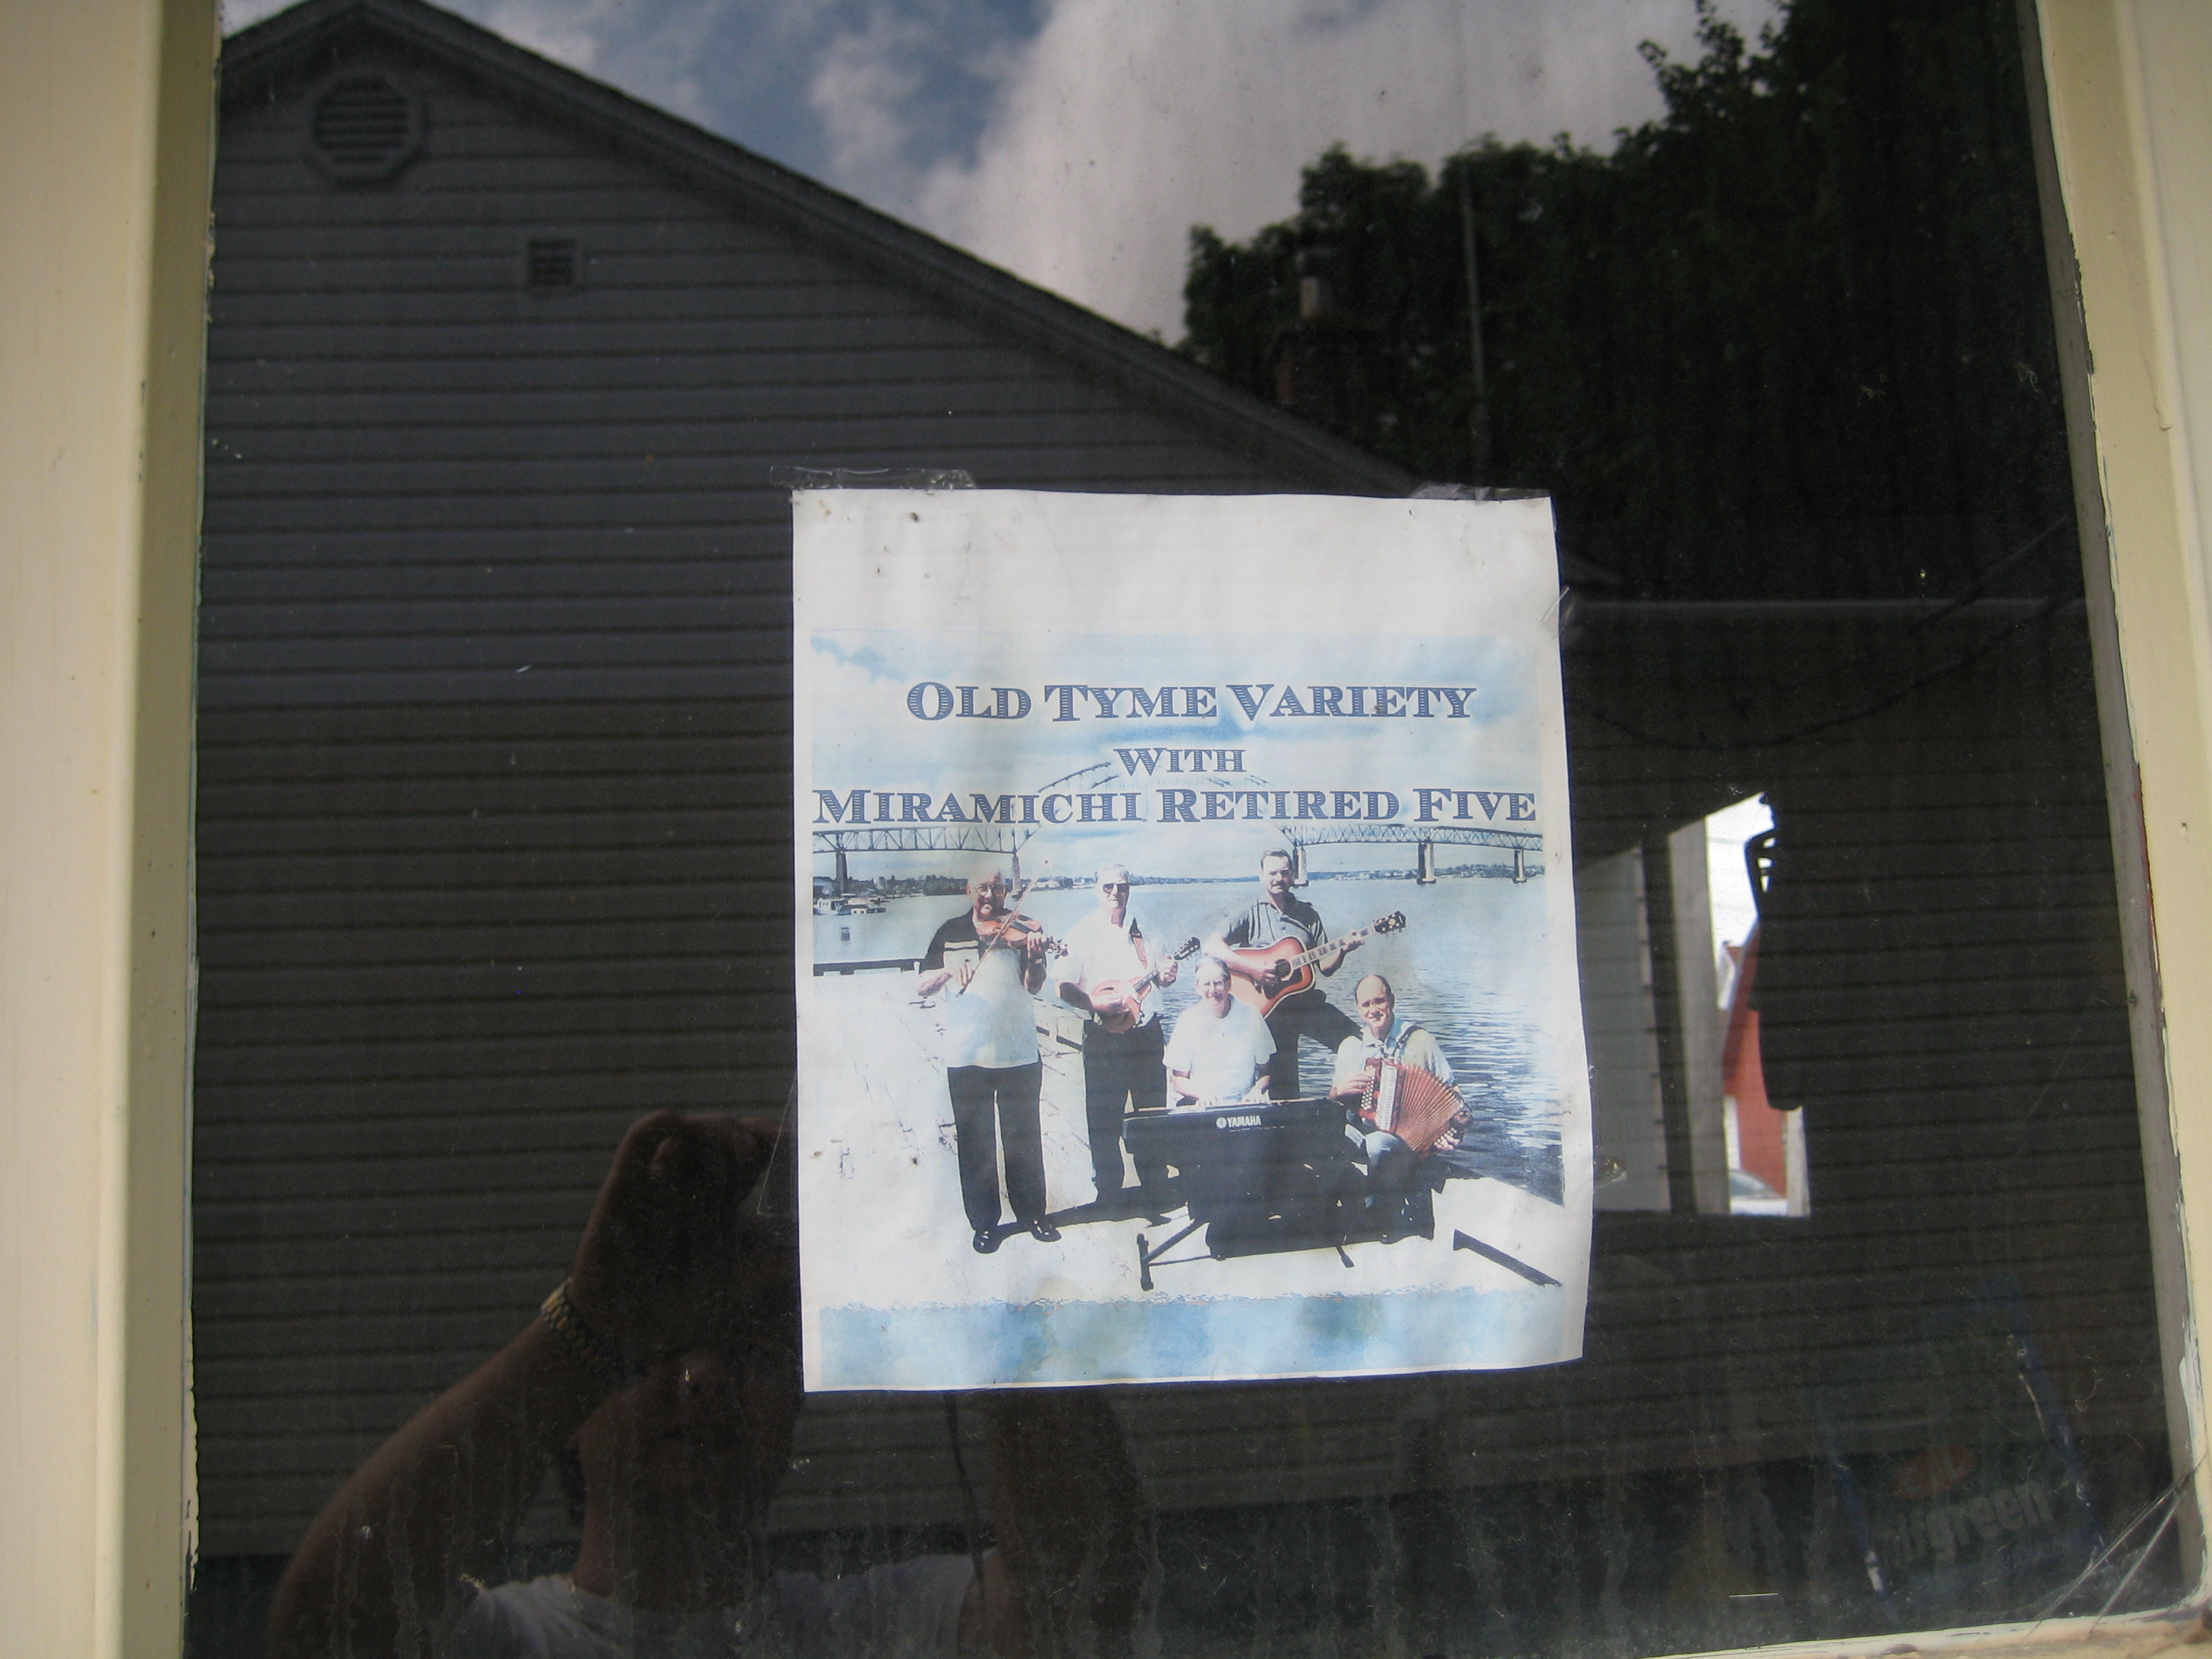 OLD TYME VARIETY
WITH
MIRAMICHI RETIRED FIVE
YAMAHA